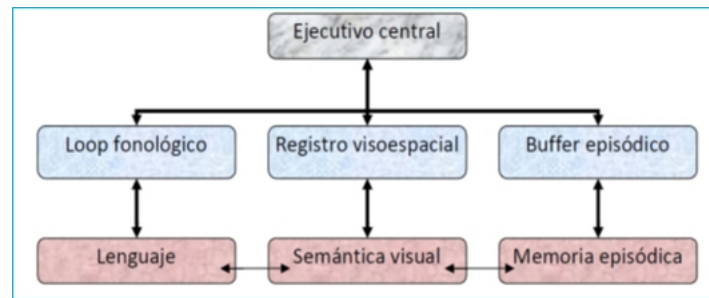 Ejecutivo central
Loop fonológico
Registro visoespacial
Buffer episódico
Lenguaje
Semántica visual
Memoria episódica